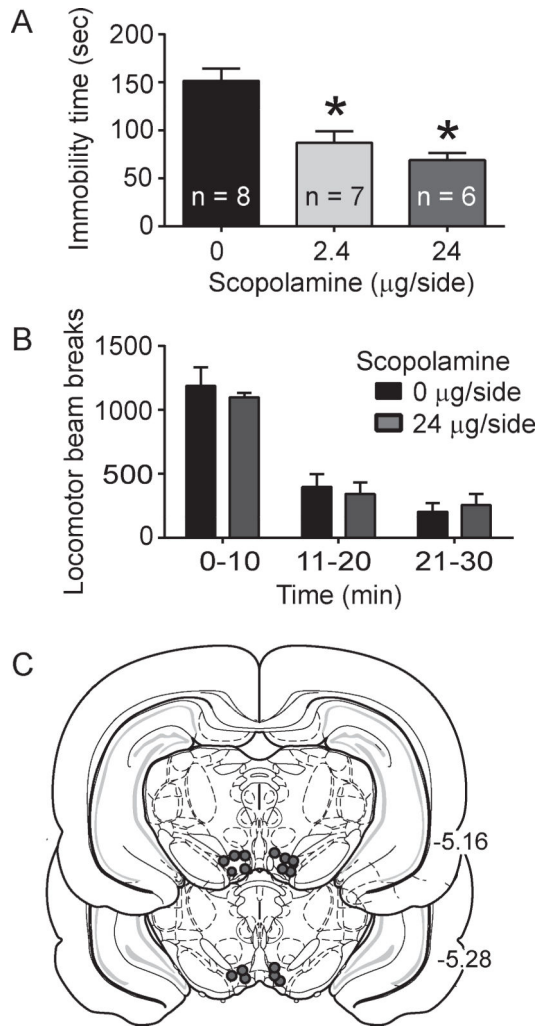 A
Immobility time (sec)
200
150
100
50
0
*
*
n = 8
n = 7
n = 6
0
2.4
24
Scopolamine (μg/side)
B
Locomotor beam breaks
1500
1000
500
0
Scopolamine
0 μg/side
24 μg/side
0-10
11-20
21-30
Time (min)
C
-5.16
-5.28